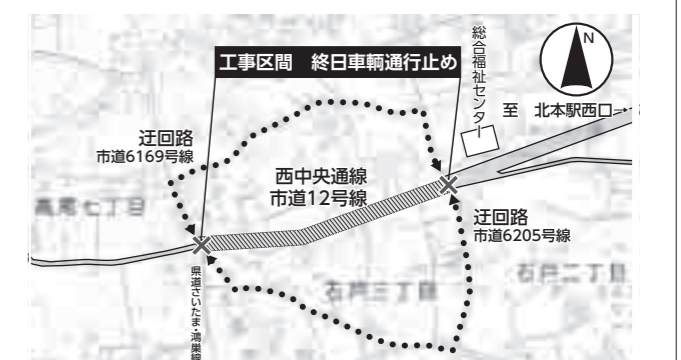 工事区間　終日車輌通行止め
総合福祉センター
N
至　北本駅西口→
迂回路
市道6169号線
西中央通線
市道12号線
高尾七丁目
迂回路
市道6205号線
石戸二丁目
石戸三丁目
県道さいたま・鴻巣線